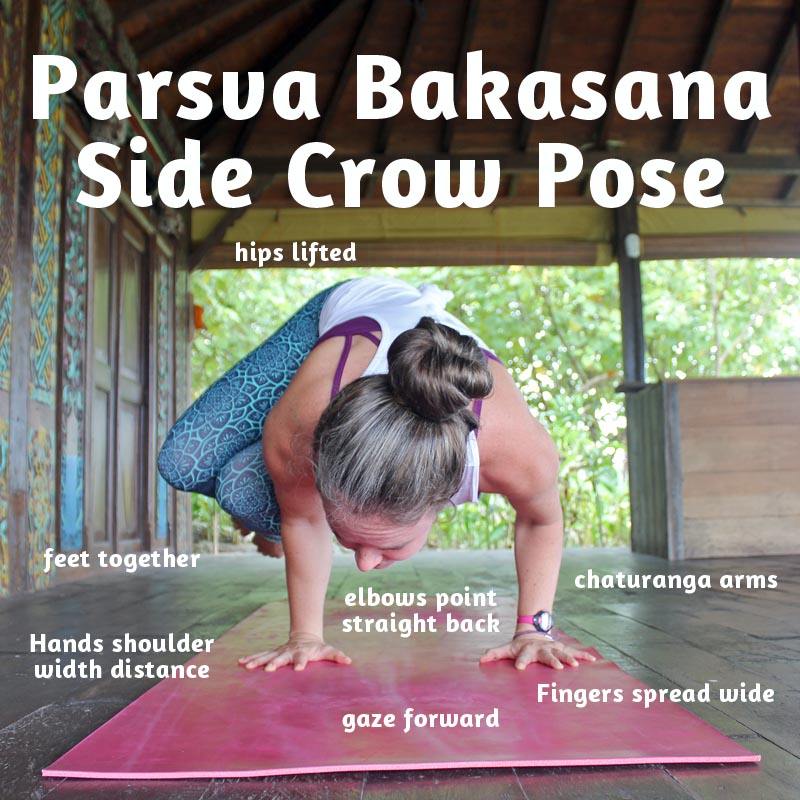 Parsva Bakasana
Side Crow Pose
hips lifted
feet together
chaturanga arms
elbows point
straight back
Hands shoulder
width distance
Fingers spread wide
gaze forward